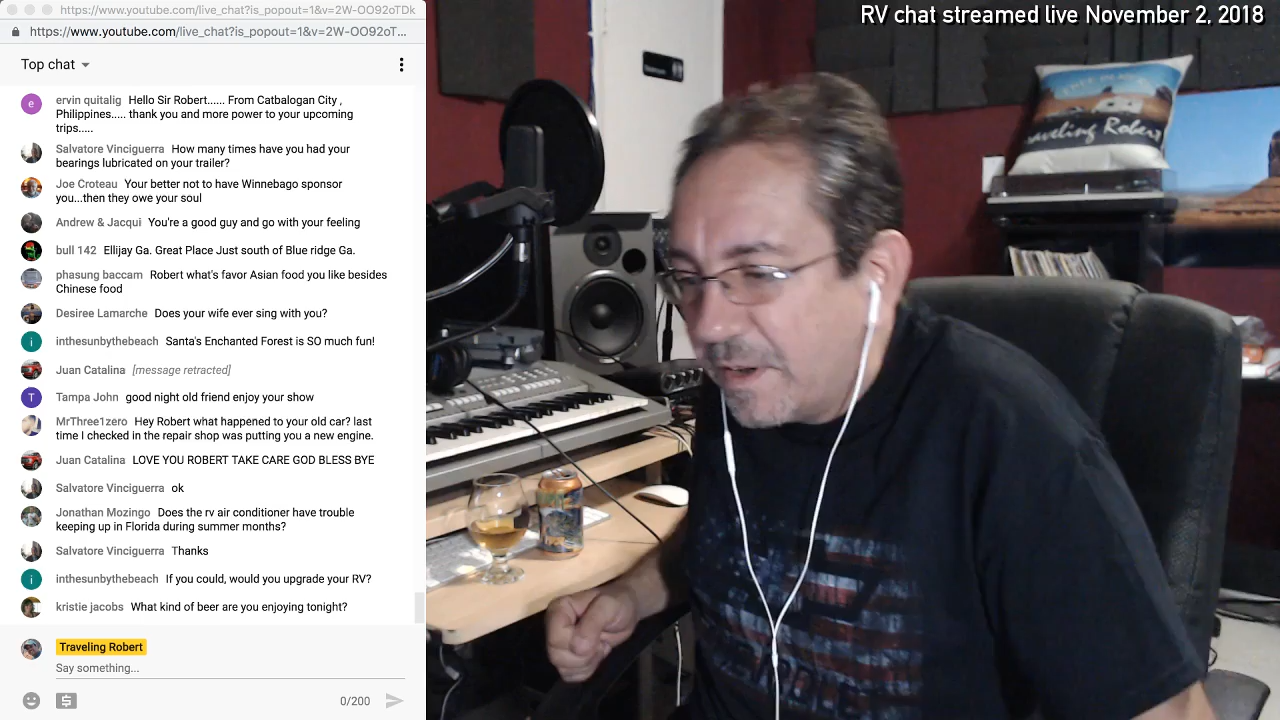 https://www.youtube.com/live_chat?is_popout=1&v=2W-OO92oTDk
https://www.youtube.com/live_chat?is_popout=1&v=2W-OO92oT...
RV chat streamed live November 2, 2018
Top chat
e
ervin quitalig Hello Sir Robert...... From Catbalogan City ,
Philippines..... thank you and more power to your upcoming
trips.....
Salvatore Vinciguerra How many times have you had your
bearings lubricated on your trailer?
Joe Croteau Your better not to have Winnebago sponsor
you...then they owe your soul
Andrew & Jacqui You're a good guy and go with your feeling
bull 142 Ellijay Ga. Great Place Just south of Blue ridge Ga.
phasung baccam Robert what's favor Asian food you like besides
Chinese food
Desiree Lamarche Does your wife ever sing with you?
i
inthesunbythebeach Santa's Enchanted Forest is SO much fun!
Juan Catalina [message retracted]
T
Tampa John good night old friend enjoy your show
MrThree1zero Hey Robert what happened to your old car? last
time I checked in the repair shop was putting you a new engine.
Juan Catalina LOVE YOU ROBERT TAKE CARE GOD BLESS BYE
Salvatore Vinciguerra ok
Jonathan Mozingo Does the rv air conditioner have trouble
keeping up in Florida during summer months?
Salvatore Vinciguerra Thanks
i
inthesunbythebeach If you could, would you upgrade your RV?
kristie jacobs What kind of beer are you enjoying tonight?
Traveling Robert
Say something...
0/200
raveling Robert